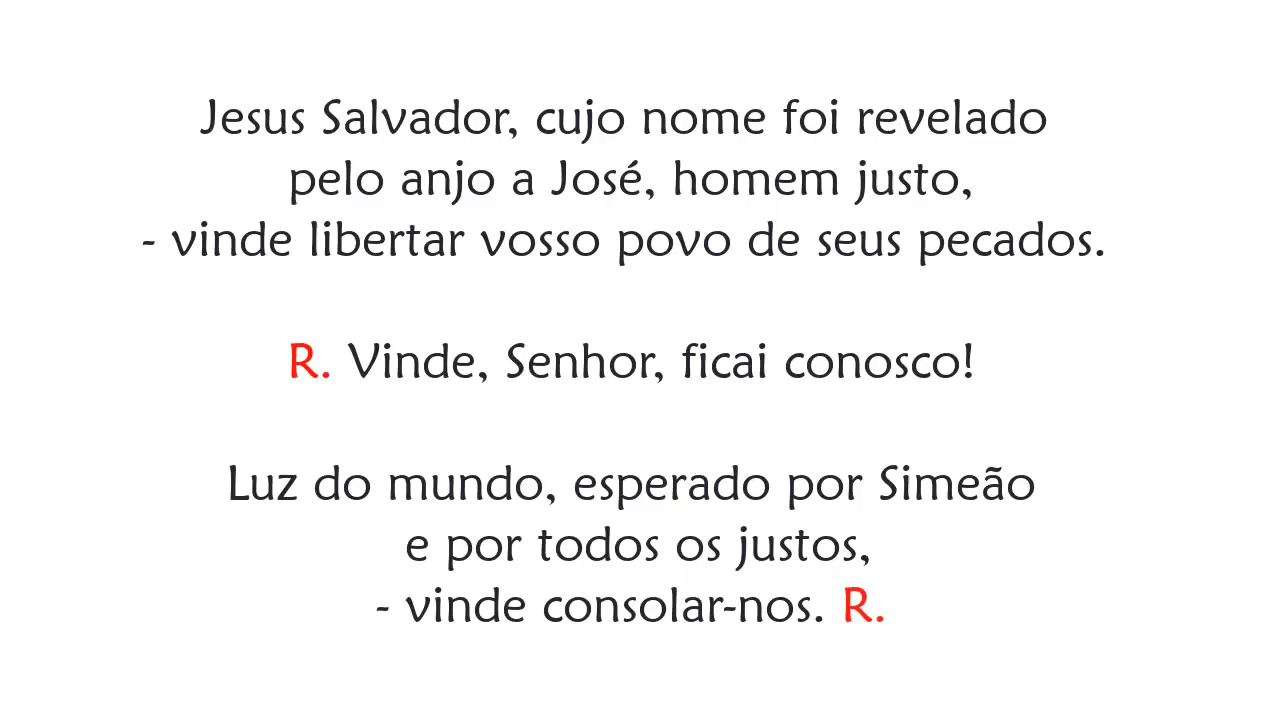 Jesus Salvador, cujo nome foi revelado
pelo anjo a José, homem justo,
- vinde libertar vosso povo de seus pecados.
R. Vinde, Senhor, ficai conosco!
Luz do mundo, esperado por Simeão
e por todos os justos,
- vinde consolar-nos. R.